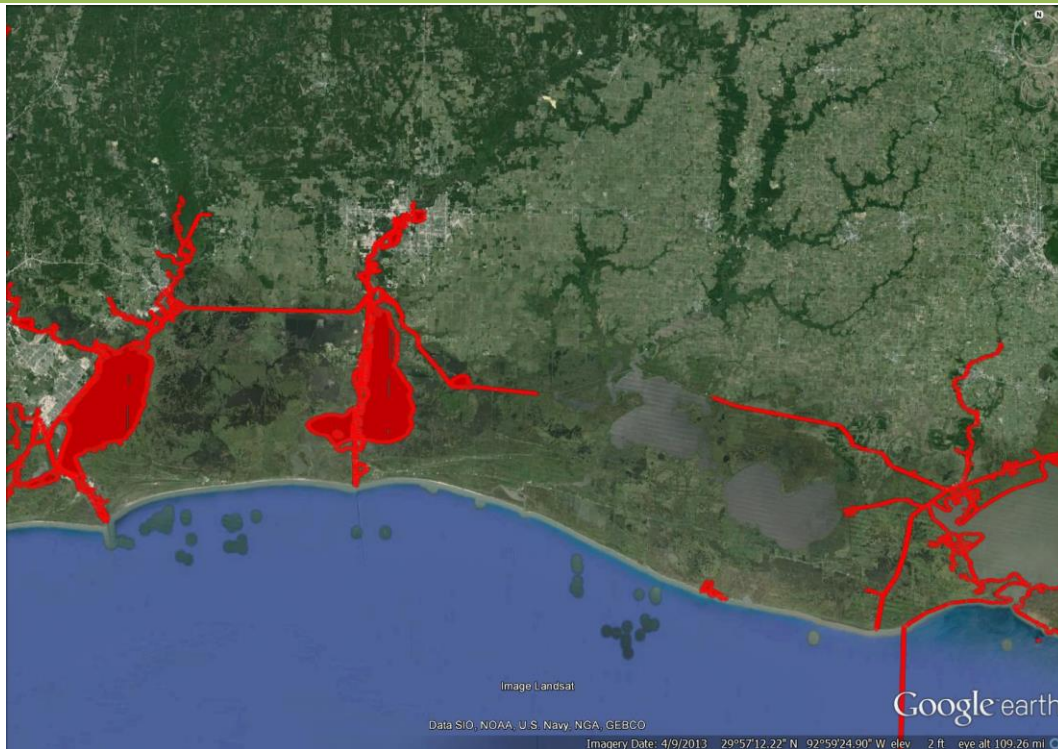 N
Image Landsat
Data SIO, NOAA, U.S. Navy, NGA, GEBCO
Google earth
Imagery Date: 4/9/2013 29°57'12.22" N 92°59'24.90" W elev 2 ft eye alt 109.26 mi